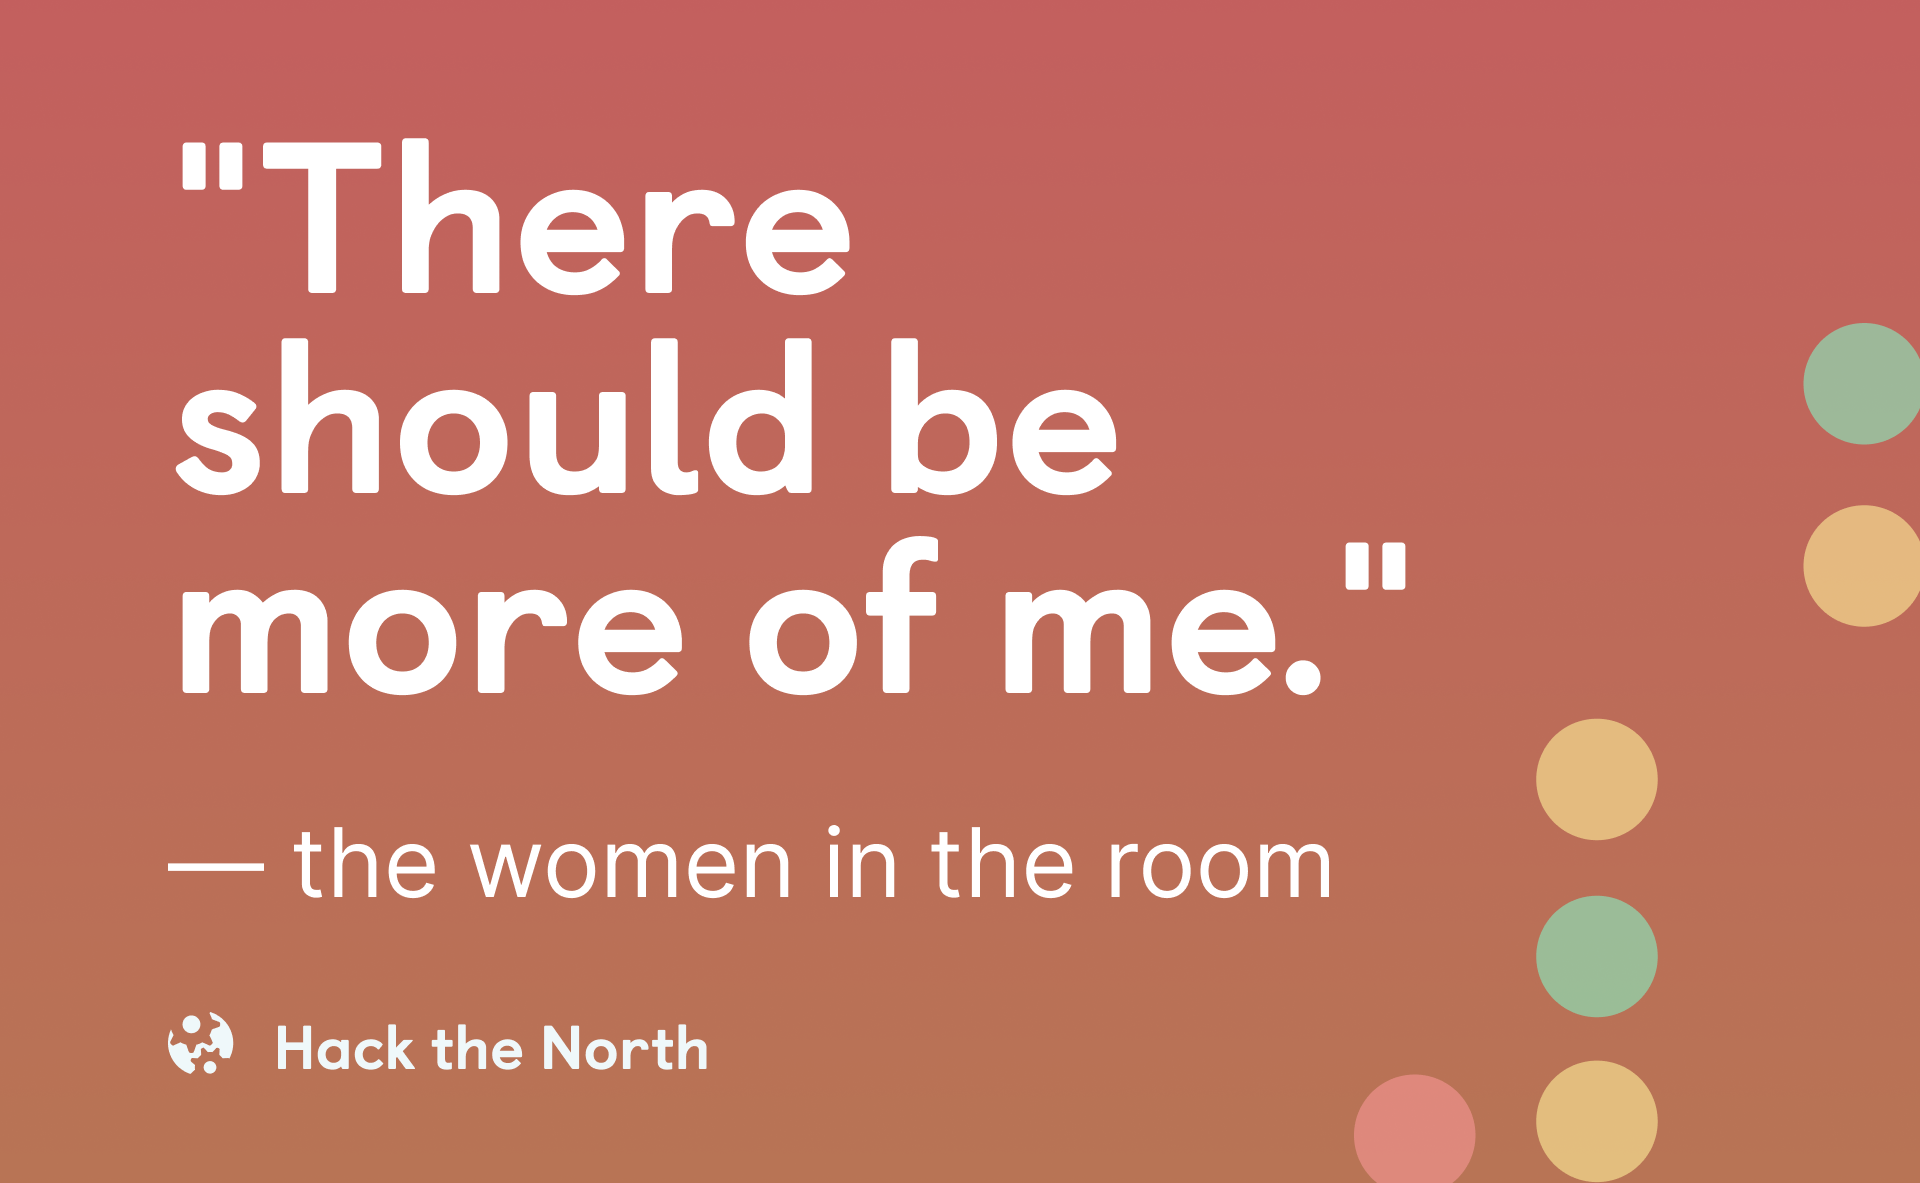 "There
should be
more of me."
— the women in the room
Hack the North